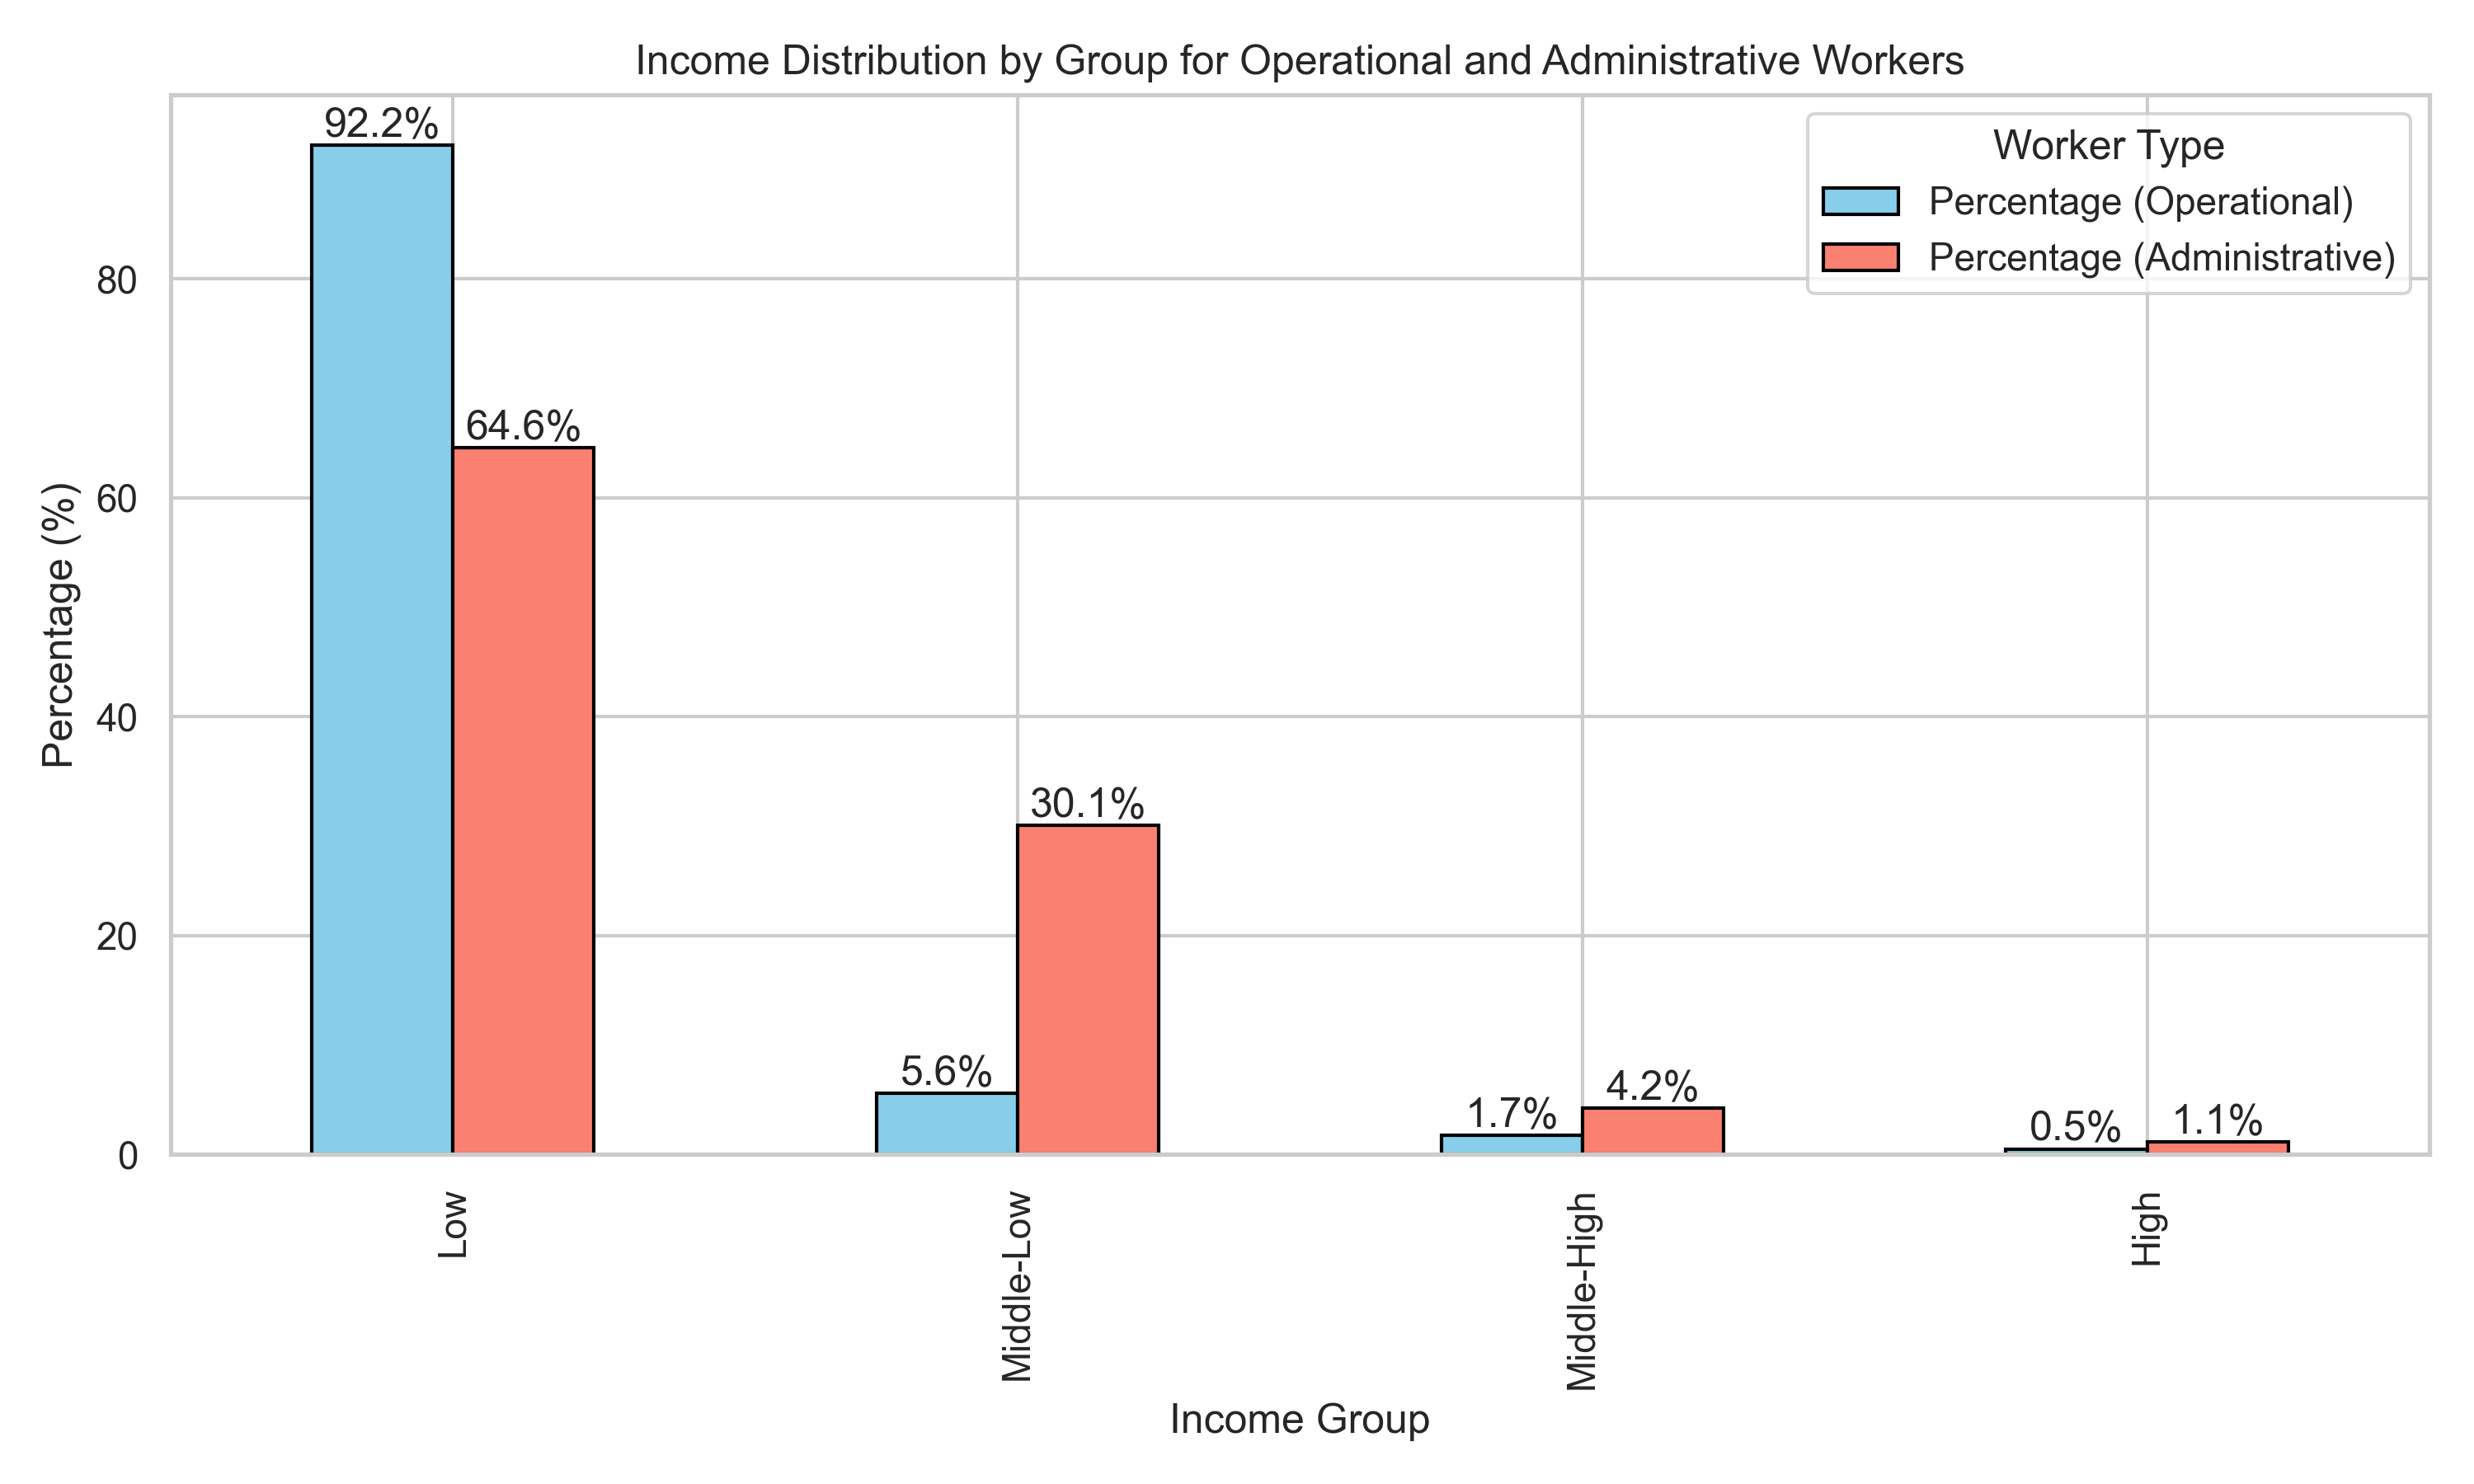 Income Distribution by Group for Operational and Administrative Workers
Worker Type
Percentage (Operational)
Percentage (Administrative)
Percentage (%)
80
60
40
20
0
92.2%
64.6%
5.6%
30.1%
1.7%
4.2%
0.5%
1.1%
Low
Middle-Low
Middle-High
High
Income Group